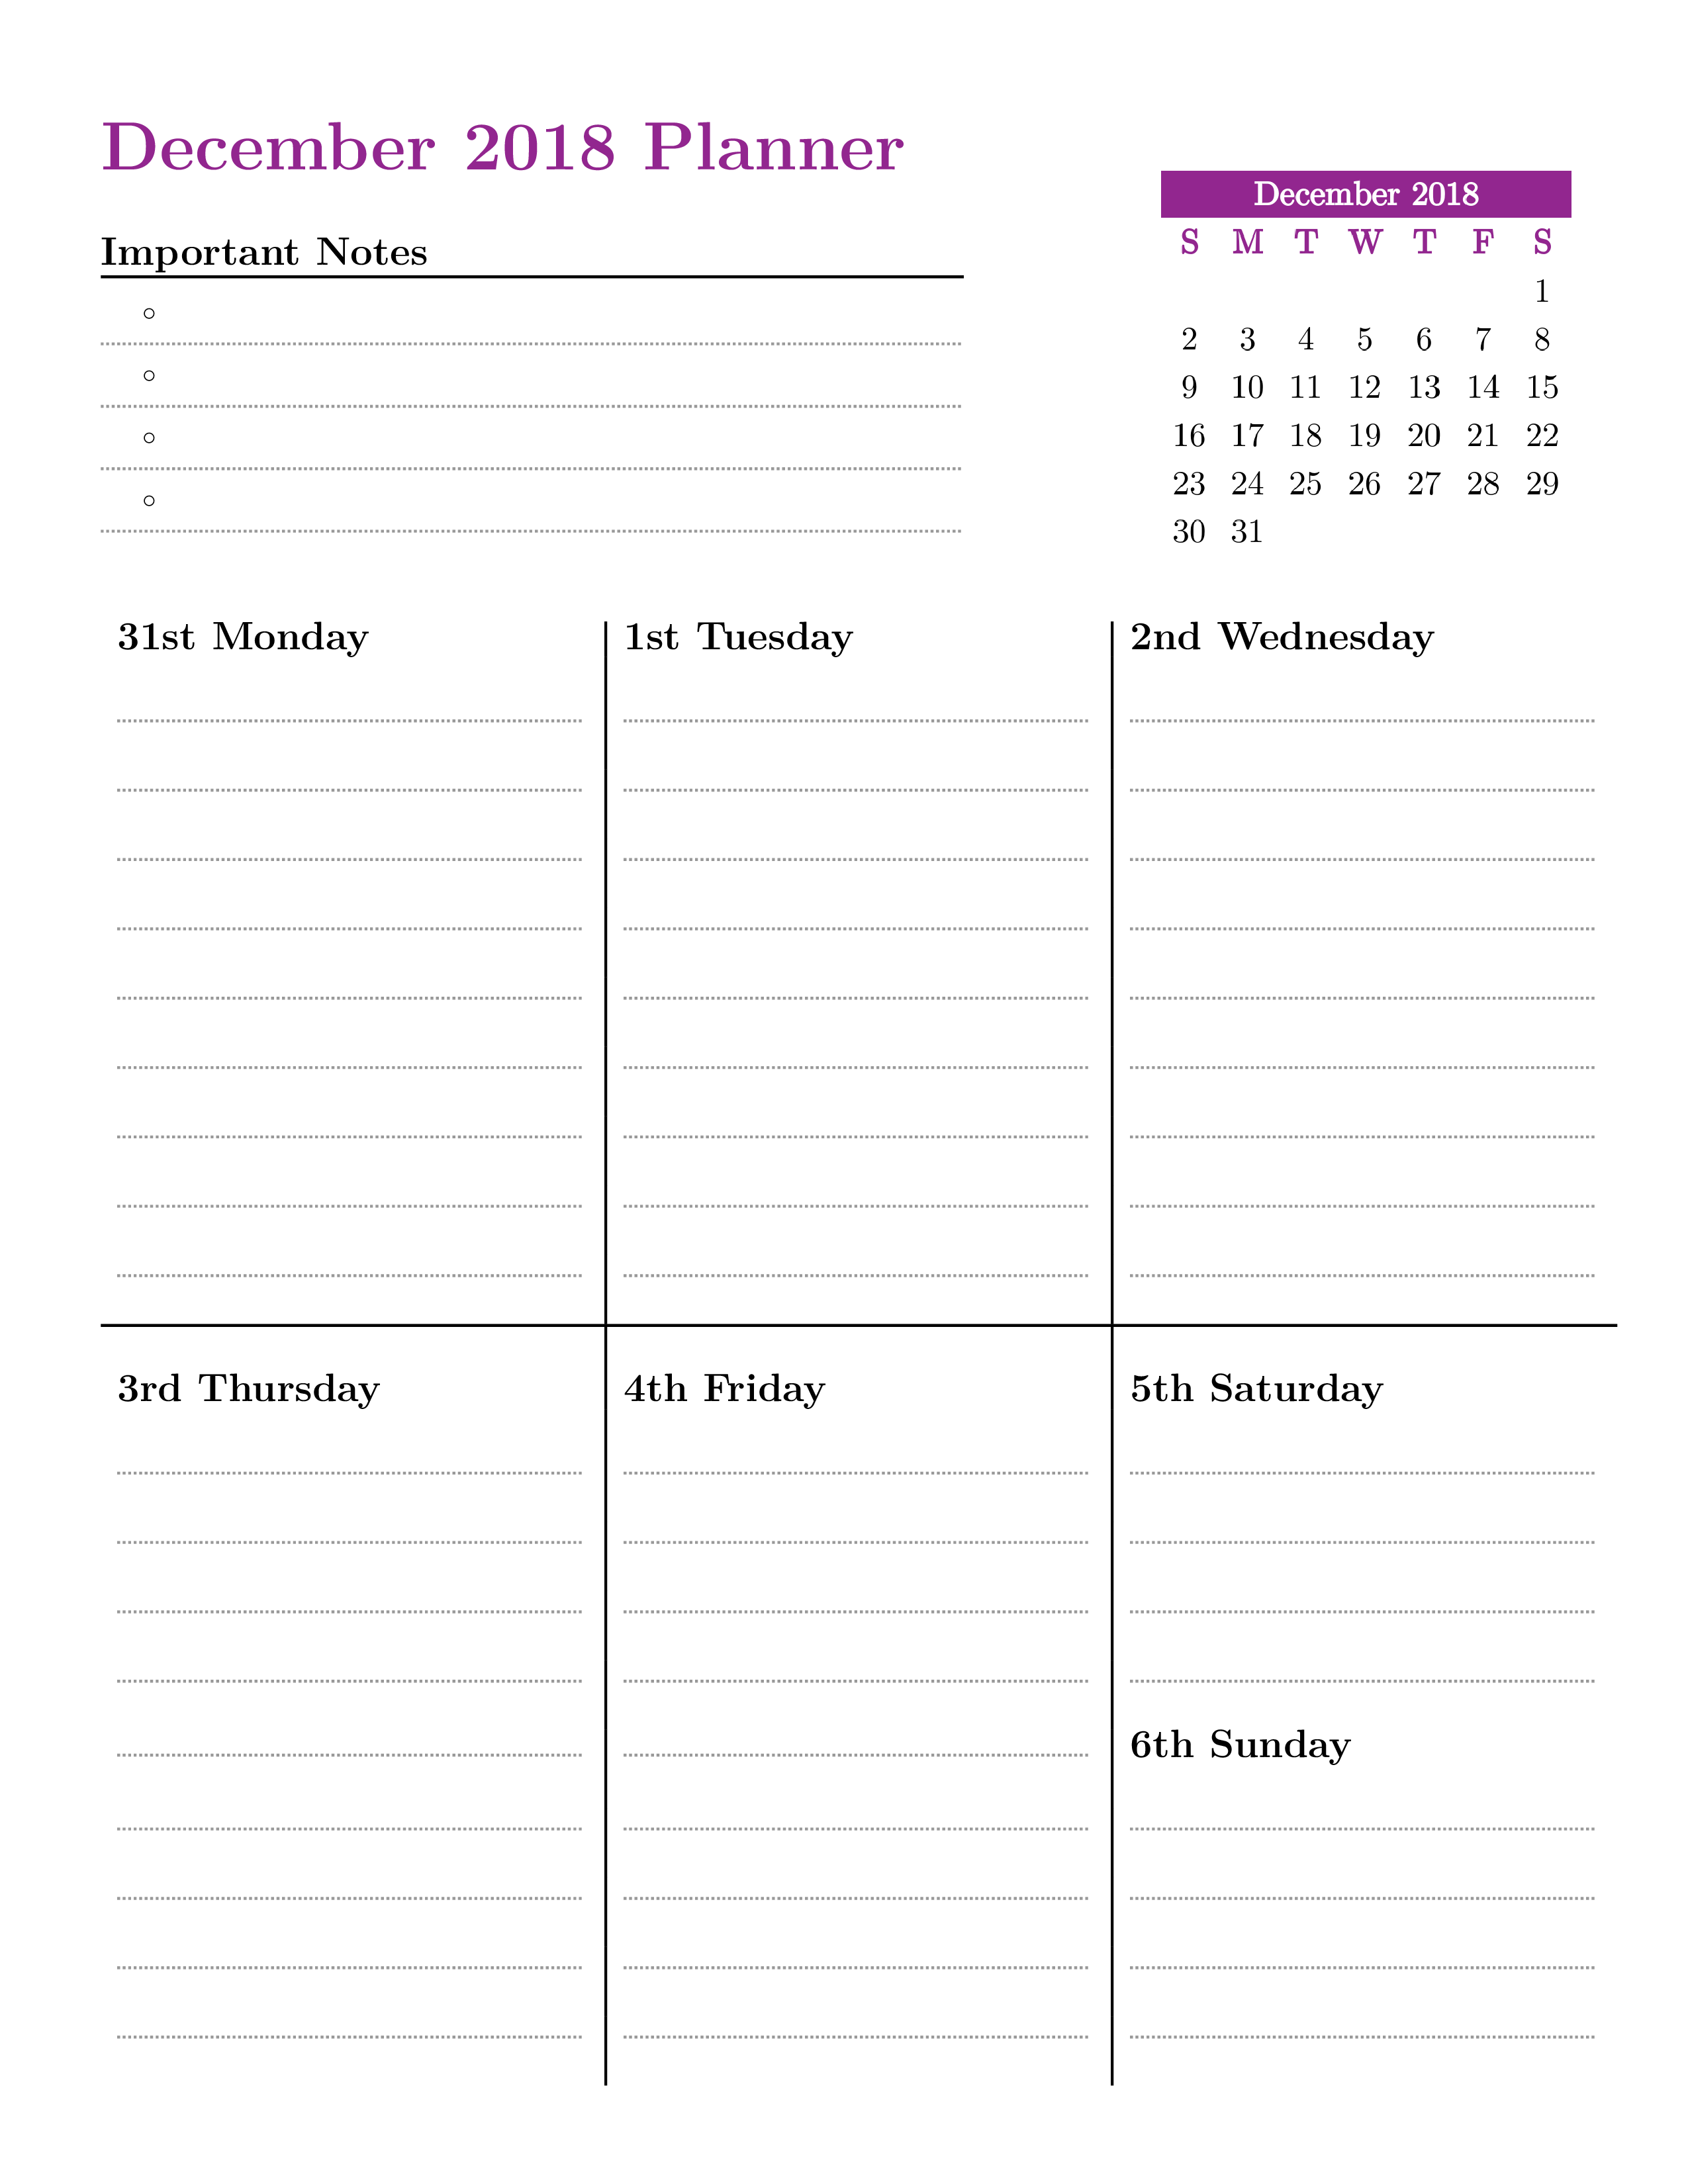 December 2018 Planner
Important Notes
December 2018
S M T W T F S
1
2 3 4 5 6 7 8
9 10 11 12 13 14 15
16 17 18 19 20 21 22
23 24 25 26 27 28 29
30 31
31st Monday
1st Tuesday
2nd Wednesday
3rd Thursday
4th Friday
5th Saturday
6th Sunday